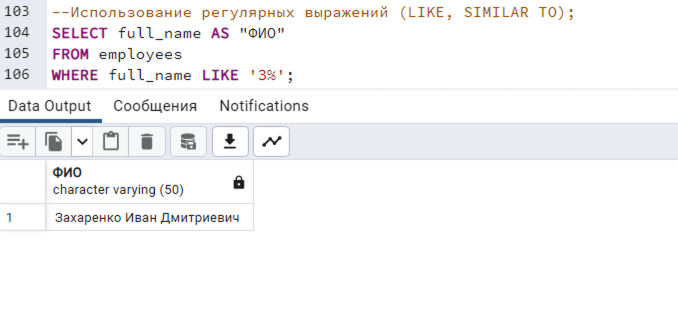 103 --Использование регулярных выражений (LIKE, SIMILAR TO);
104 SELECT full_name AS "ФИО"
105 FROM employees
106 WHERE full_name LIKE 'З%';
Data Output Сообщения Notifications
ФИО
character varying (50)
1 Захаренко Иван Дмитриевич